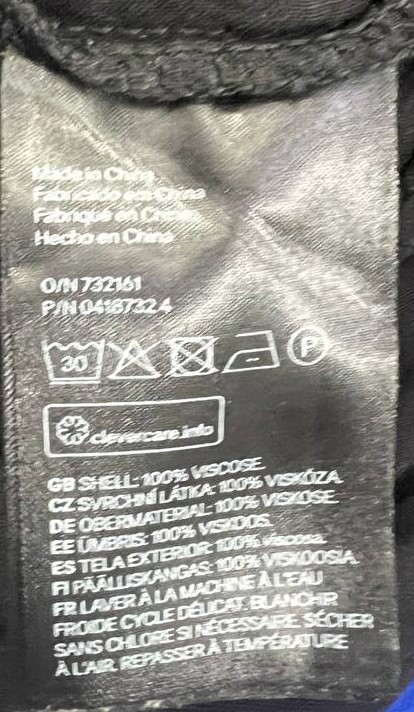 Made in China
Fabricado em China
Fabriqué en Chine
Hecho en China
O/N 732161
P/N 0418732 4
30
P
clevercare.info
GB SHELL: 100% VISCOSE.
CZ SVRCHNÍ LÁTKA: 100% VISKÓZA.
DE OBERMATERIAL: 100% VISKOSE.
EE ÜMBRIS: 100% VISKOOS.
ES TELA EXTERIOR: 100% viscosa.
FI PÄÄLLISKANGAS: 100% VISKOOSIA.
FR LAVER À LA MACHINE À L'EAU
FROIDE CYCLE DÉLICAT. BLANCHIR
SANS CHLORE SI NÉCESSAIRE. SÉCHER
À L'AIR. REPASSER À TEMPÉRATURE